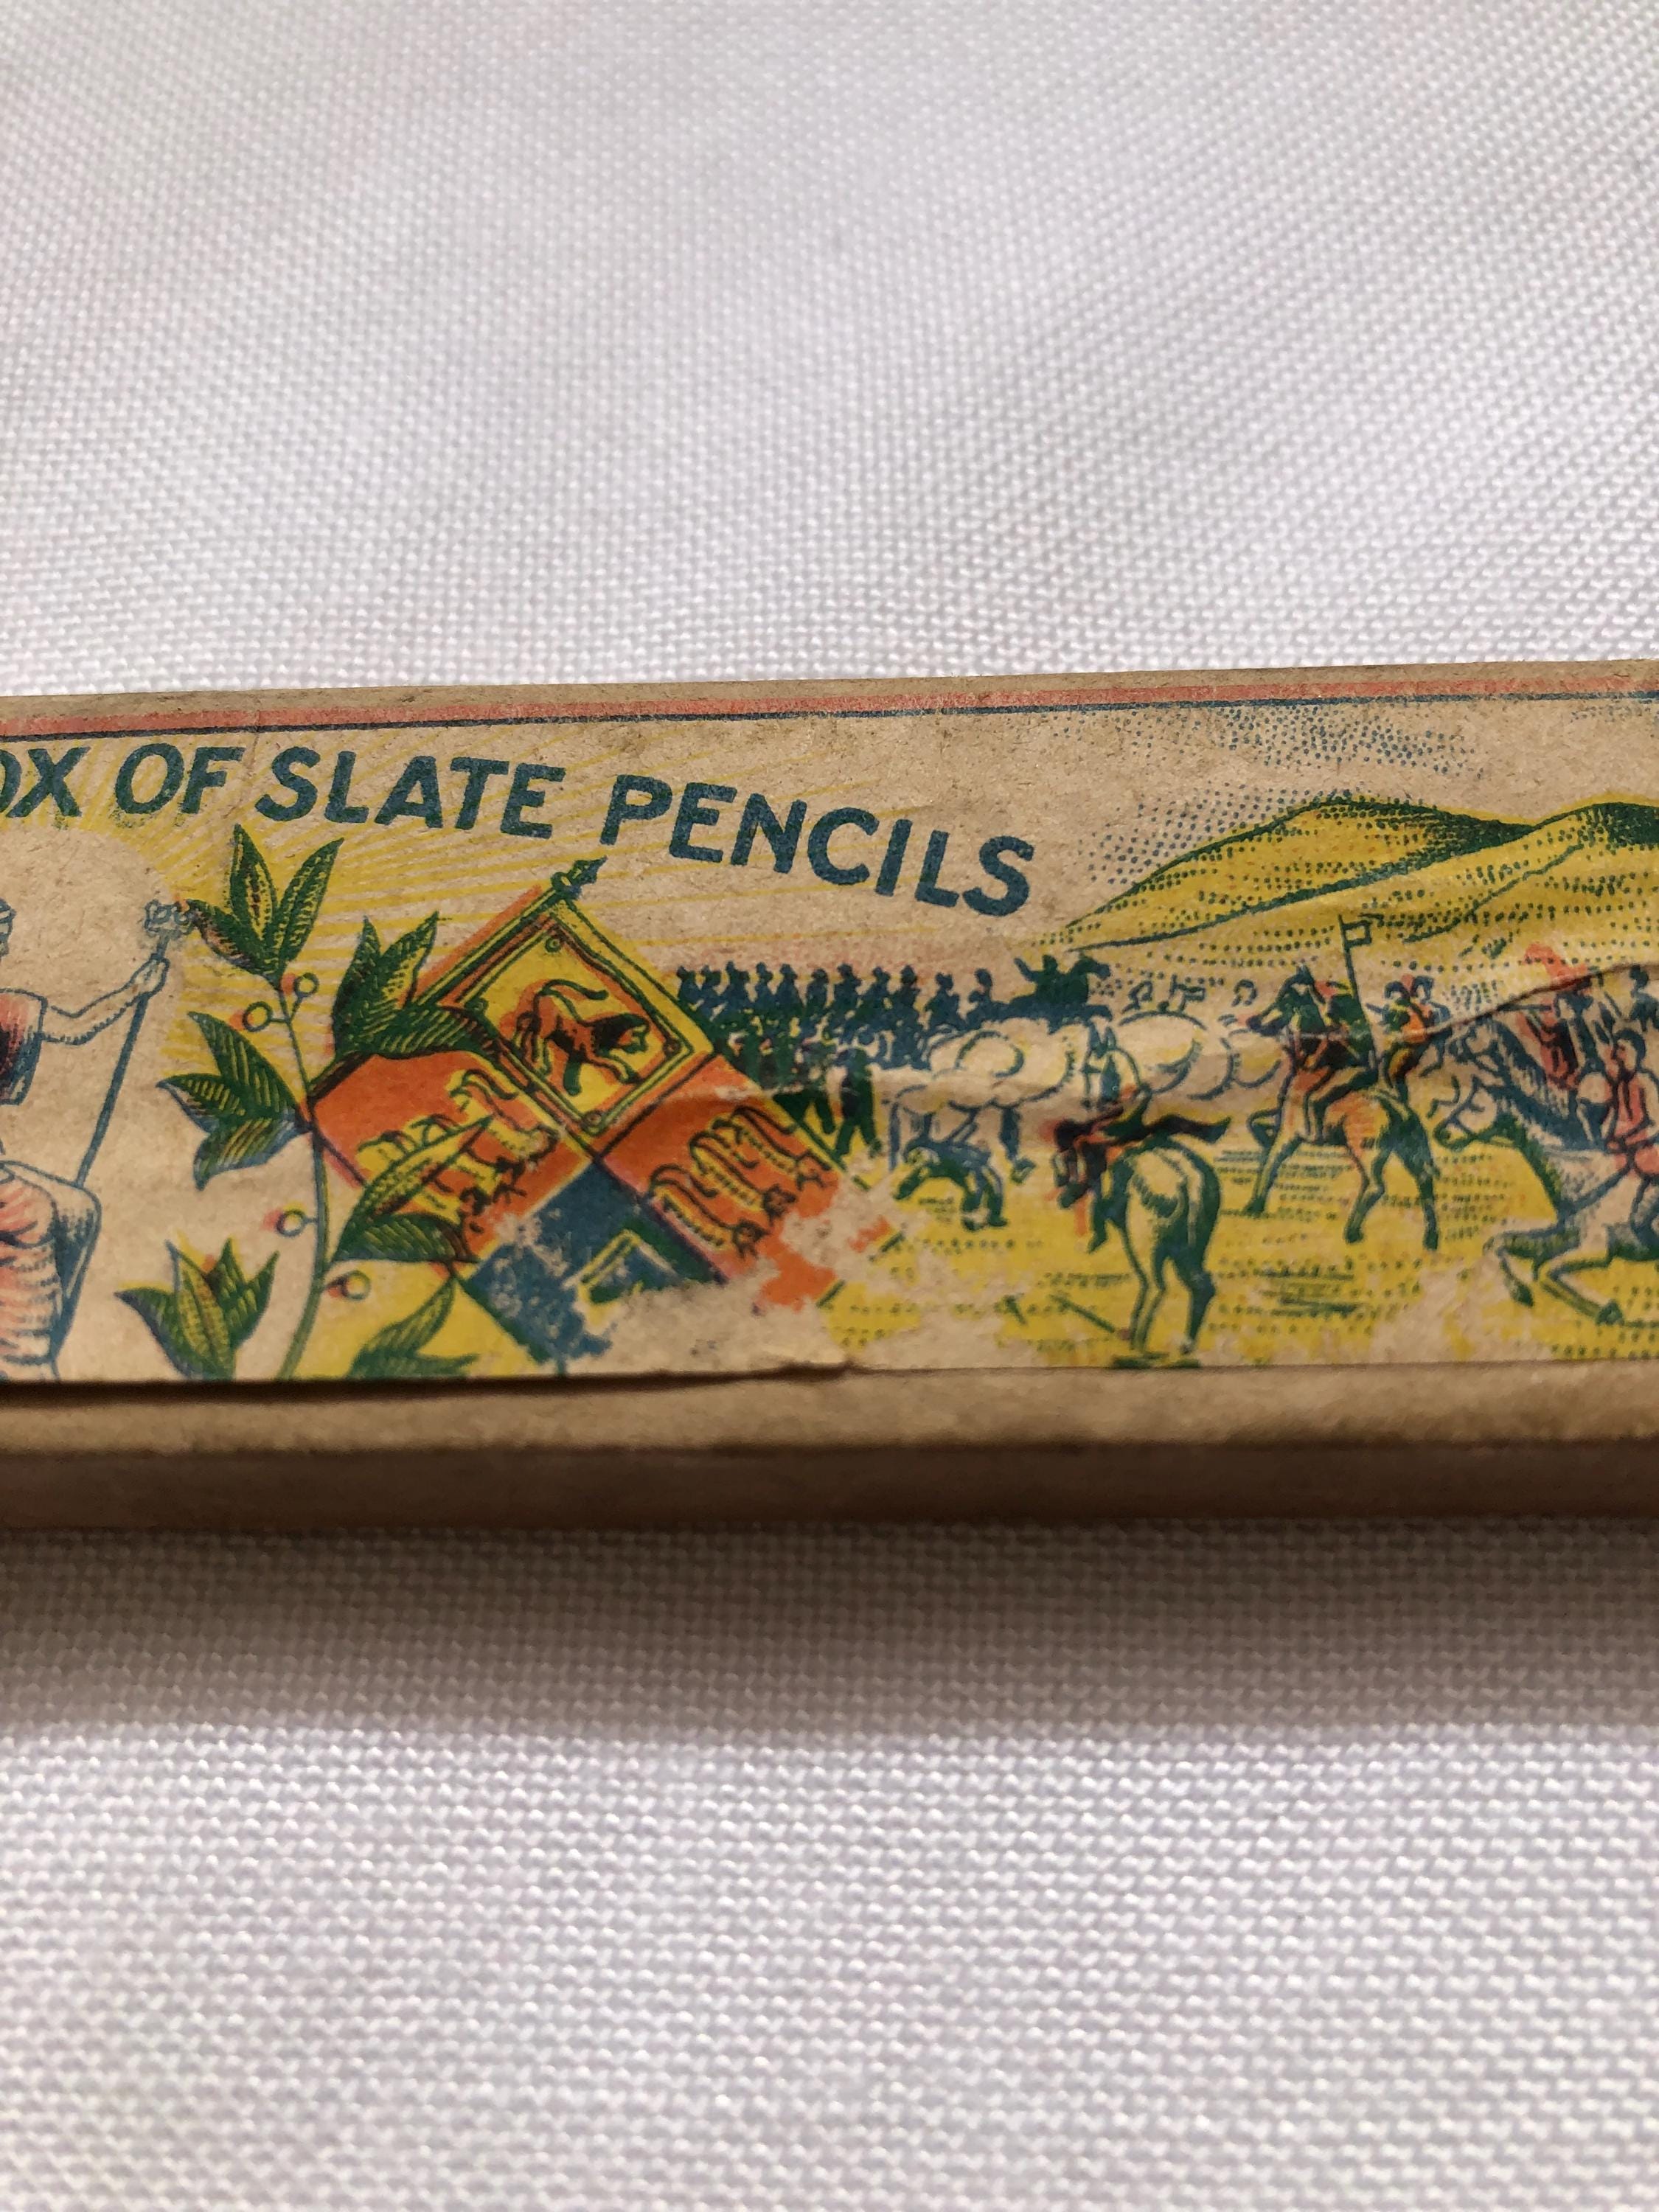 OX OF SLATE PENCILS